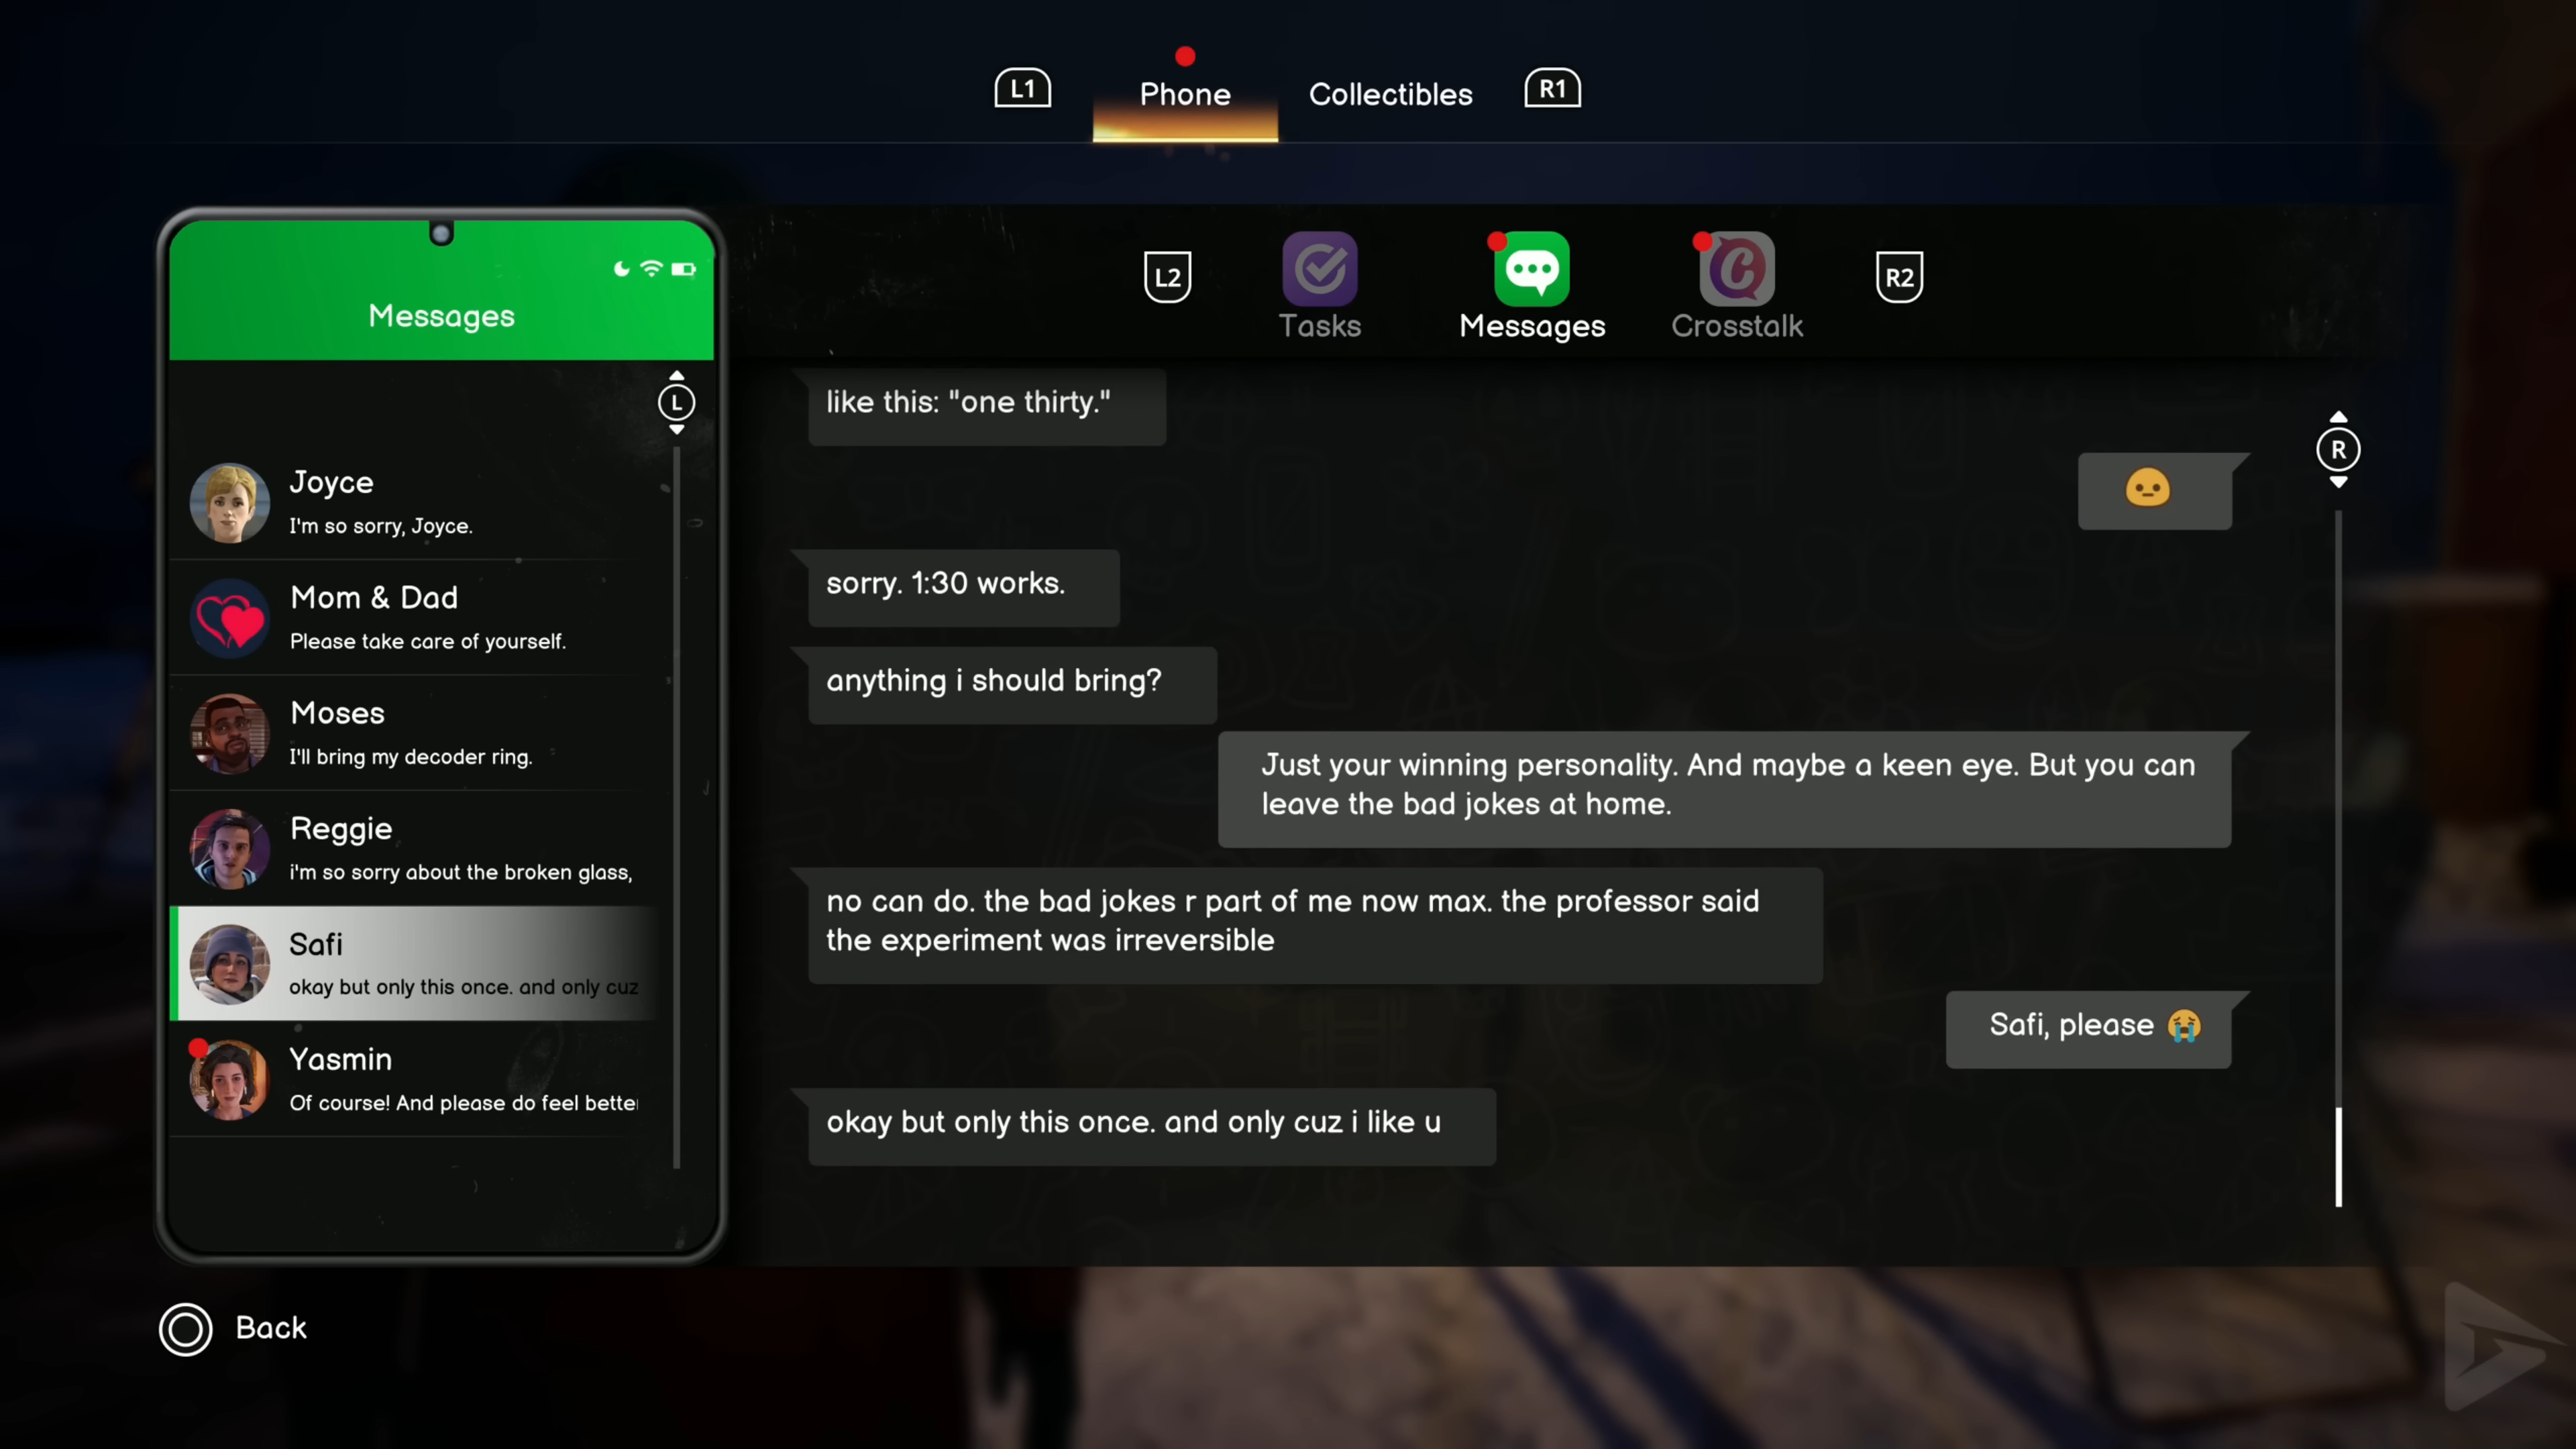 L1
Phone
Collectibles
R1
Messages
L
Joyce
I'm so sorry, Joyce.
Mom & Dad
Please take care of yourself.
Moses
I'll bring my decoder ring.
Reggie
i'm so sorry about the broken glass,
Safi
okay but only this once. and only cuz
Yasmin
Of course! And please do feel better
L2
Tasks
Messages
Crosstalk
R2
like this: "one thirty."
R
sorry. 1:30 works.
anything i should bring?
Just your winning personality. And maybe a keen eye. But you can
leave the bad jokes at home.
no can do. the bad jokes r part of me now max. the professor said
the experiment was irreversible
Safi, please 😭
okay but only this once. and only cuz i like u
Back